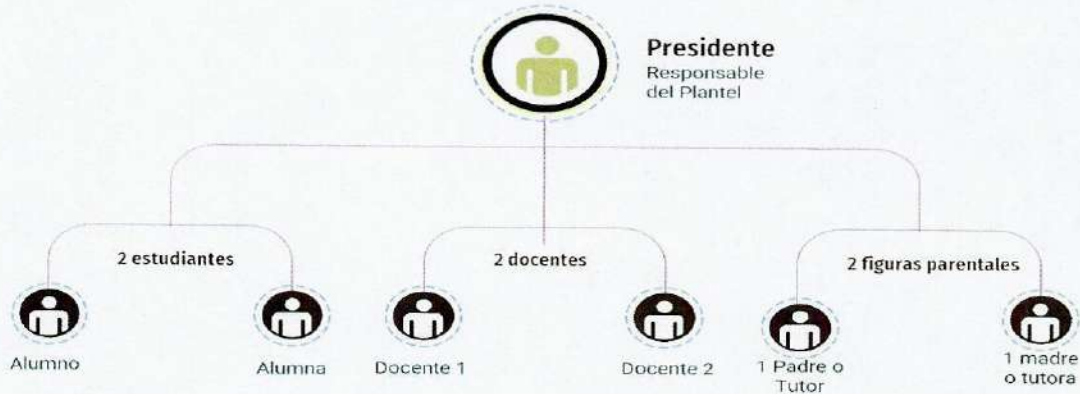 Presidente
Responsable
del Plantel
2 estudiantes
2 docentes
2 figuras parentales
Alumno
Alumna
Docente 1
Docente 2
1 Padre o
Tutor
1 madre
o tutora